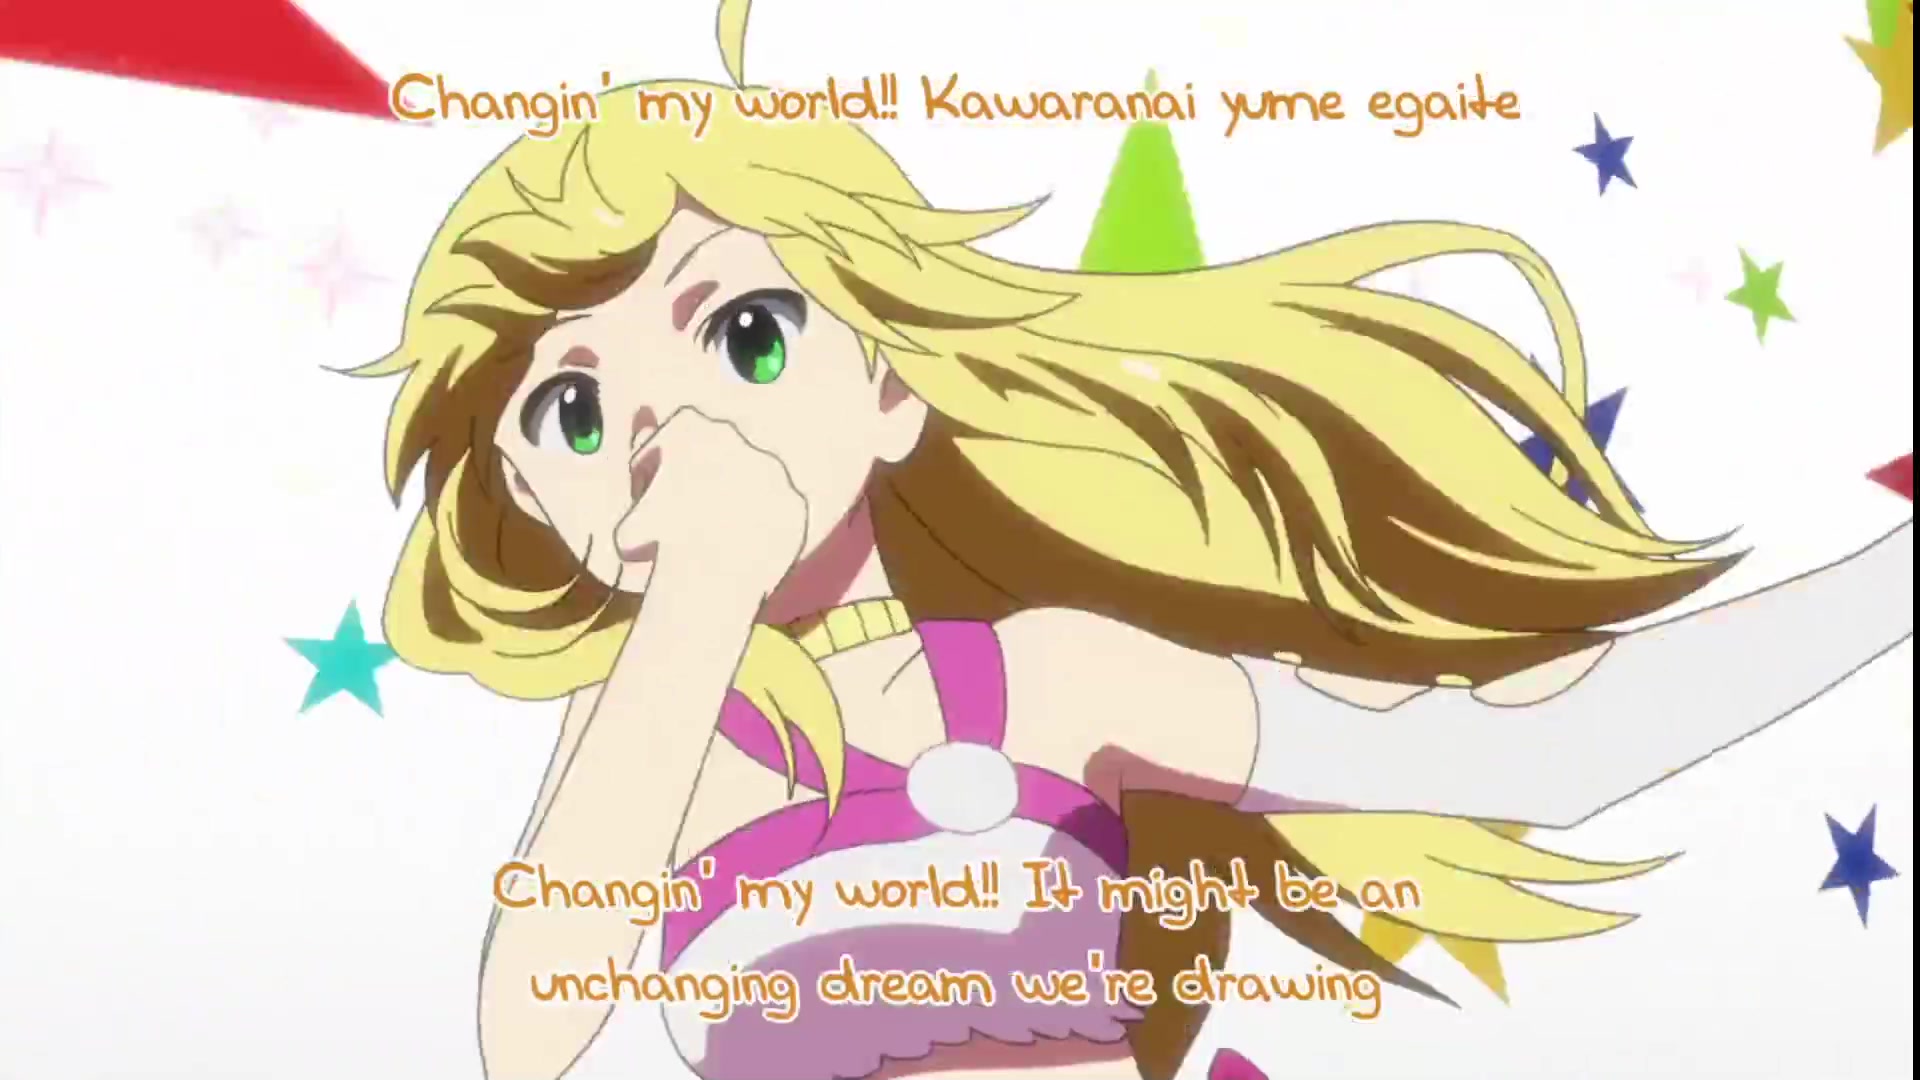 Changin' my world!! Kawaranai yume egaite
Changin' my world!! It might be an
unchanging dream we're drawing